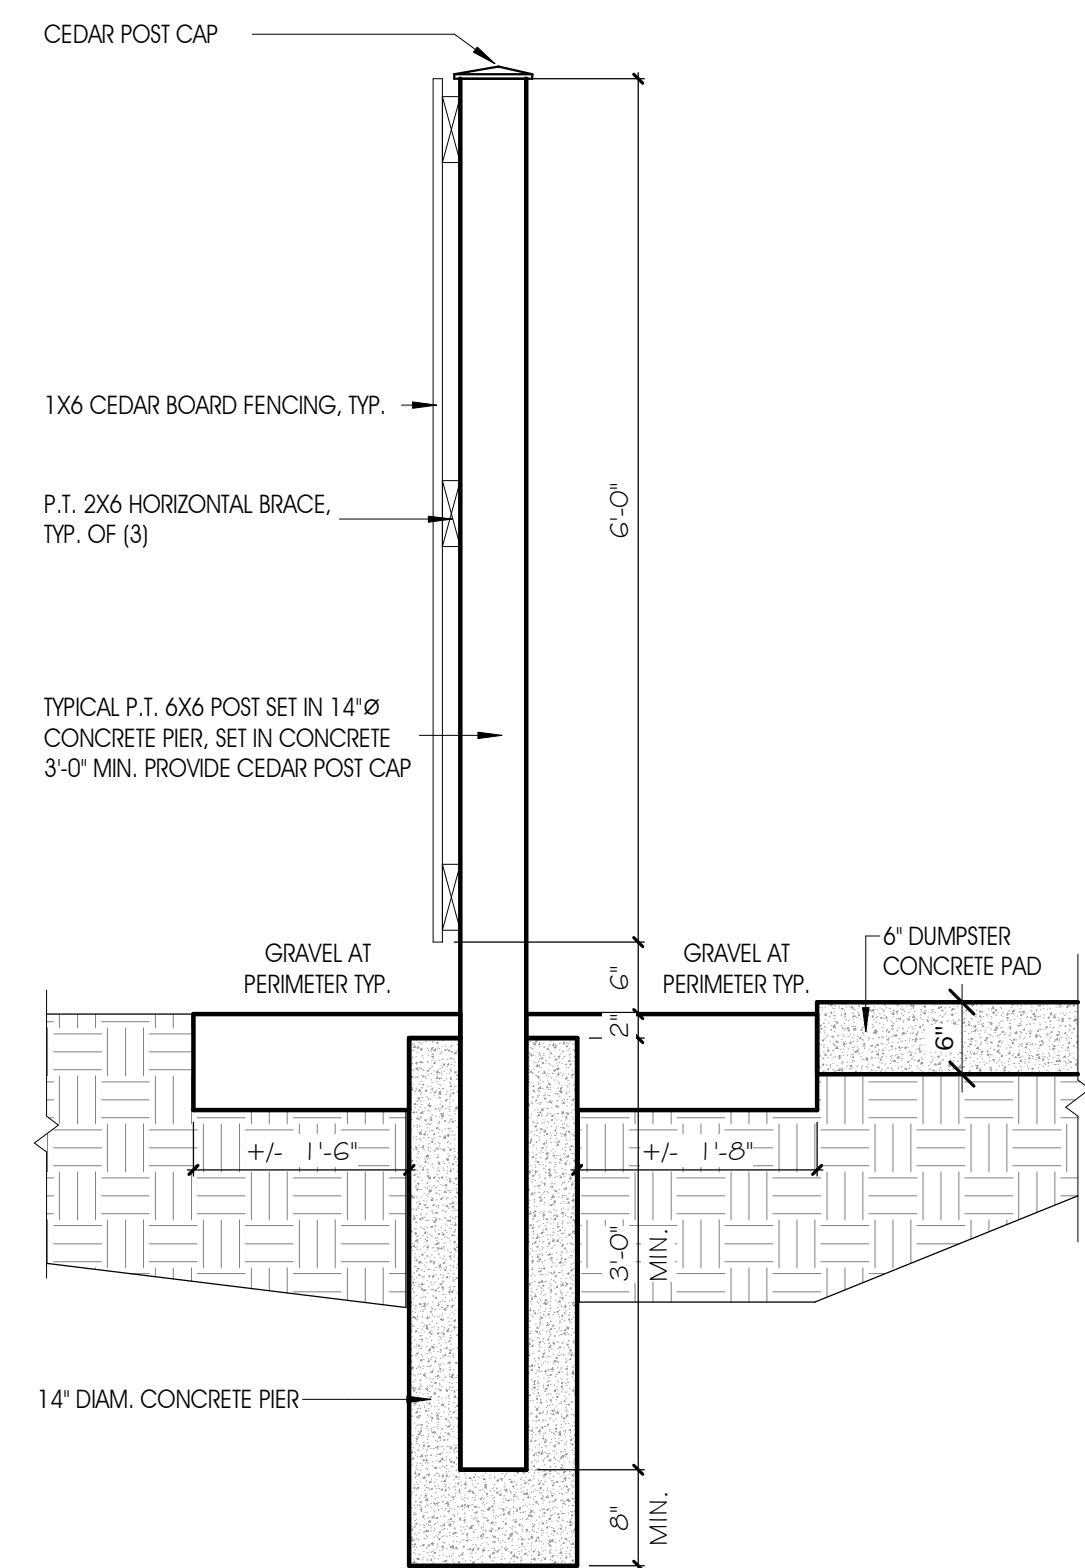 CEDAR POST CAP
1X6 CEDAR BOARD FENCING, TYP.
P.T. 2X6 HORIZONTAL BRACE,
TYP. OF (3)
6'-0"
TYPICAL P.T. 6X6 POST SET IN 14"Ø
CONCRETE PIER, SET IN CONCRETE
3'-0" MIN. PROVIDE CEDAR POST CAP
GRAVEL AT
PERIMETER TYP.
6"
GRAVEL AT
PERIMETER TYP.
6" DUMPSTER
CONCRETE PAD
2"
6"
+/- 1'-6"
+/- 1'-8"
3'-0"
MIN.
14" DIAM. CONCRETE PIER
8"
MIN.